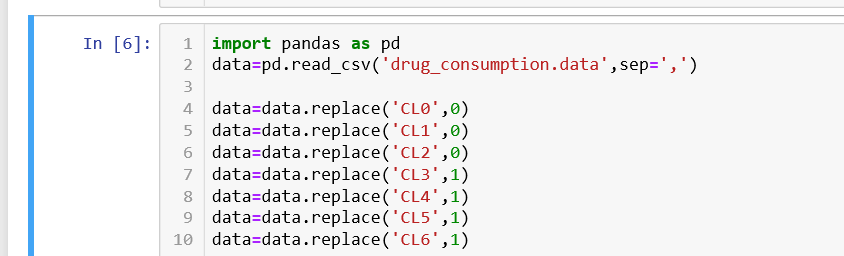 In [6]:
1 import pandas as pd
2 data=pd.read_csv('drug_consumption.data',sep=',')
3
4 data=data.replace('CL0',0)
5 data=data.replace('CL1',0)
6 data=data.replace('CL2',0)
7 data=data.replace('CL3',1)
8 data=data.replace('CL4',1)
9 data=data.replace('CL5',1)
10 data=data.replace('CL6',1)